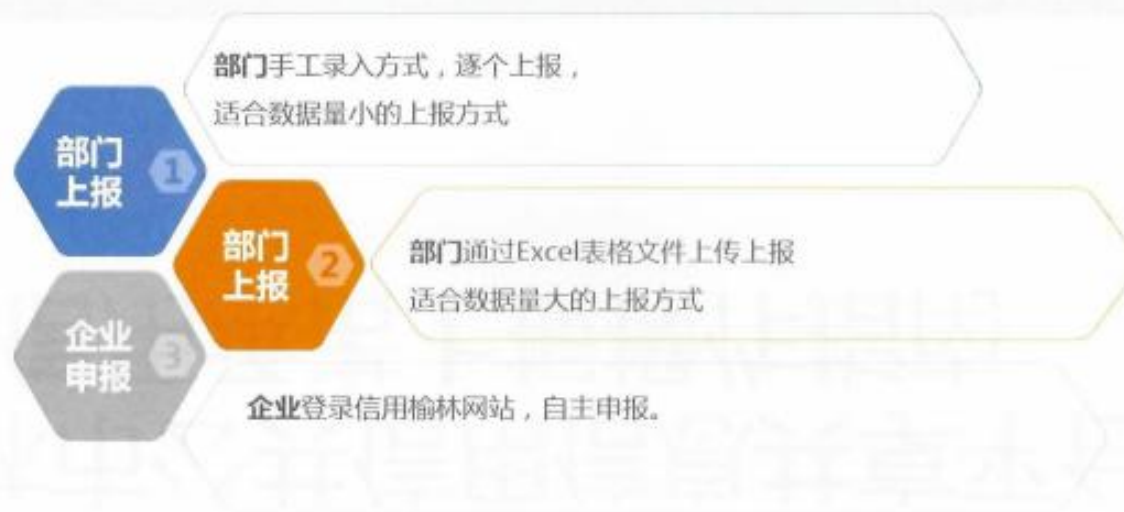 部门
上报
1
部门手工录入方式，逐个上报，
适合数据量小的上报方式
部门
上报
2
部门通过Excel表格文件上传上报
适合数据量大的上报方式
企业
申报
3
企业登录信用榆林网站，自主申报。